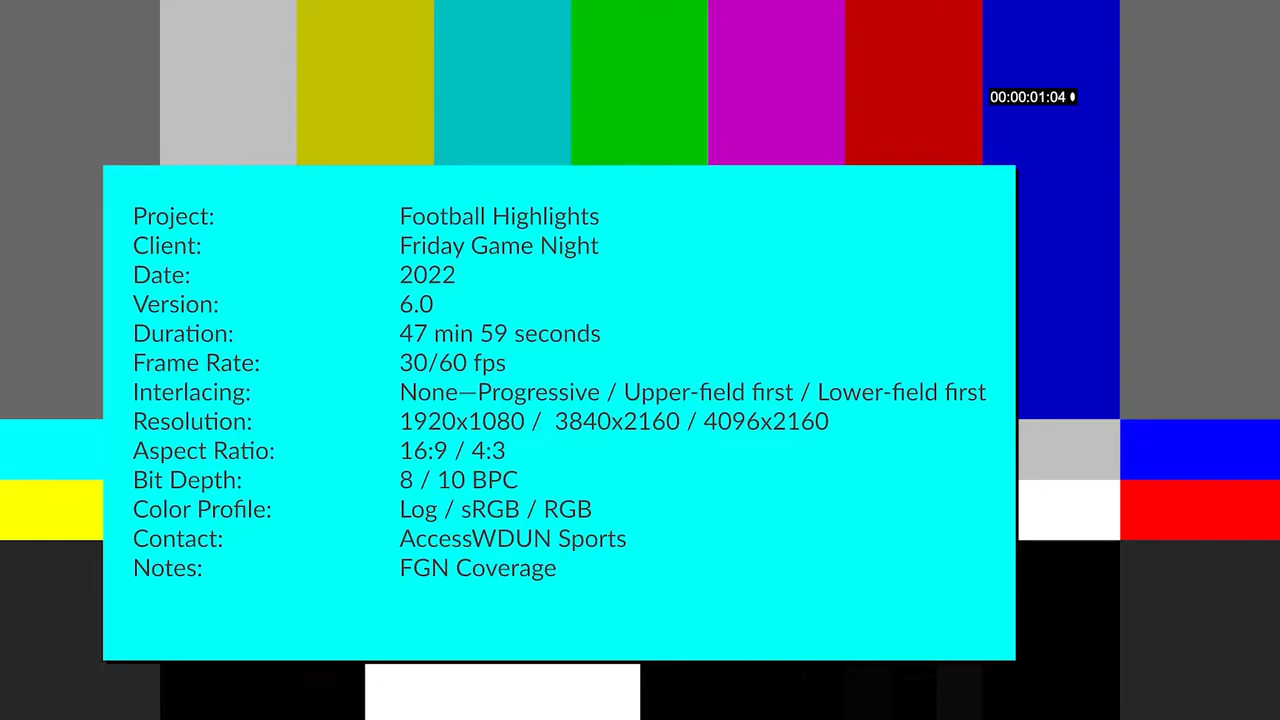 00:00:01:04
Project: Football Highlights
Client: Friday Game Night
Date: 2022
Version: 6.0
Duration: 47 min 59 seconds
Frame Rate: 30/60 fps
Interlacing: None—Progressive / Upper-field first / Lower-field first
Resolution: 1920x1080 / 3840x2160 / 4096x2160
Aspect Ratio: 16:9 / 4:3
Bit Depth: 8 / 10 BPC
Color Profile: Log / sRGB / RGB
Contact: AccessWDUN Sports
Notes: FGN Coverage